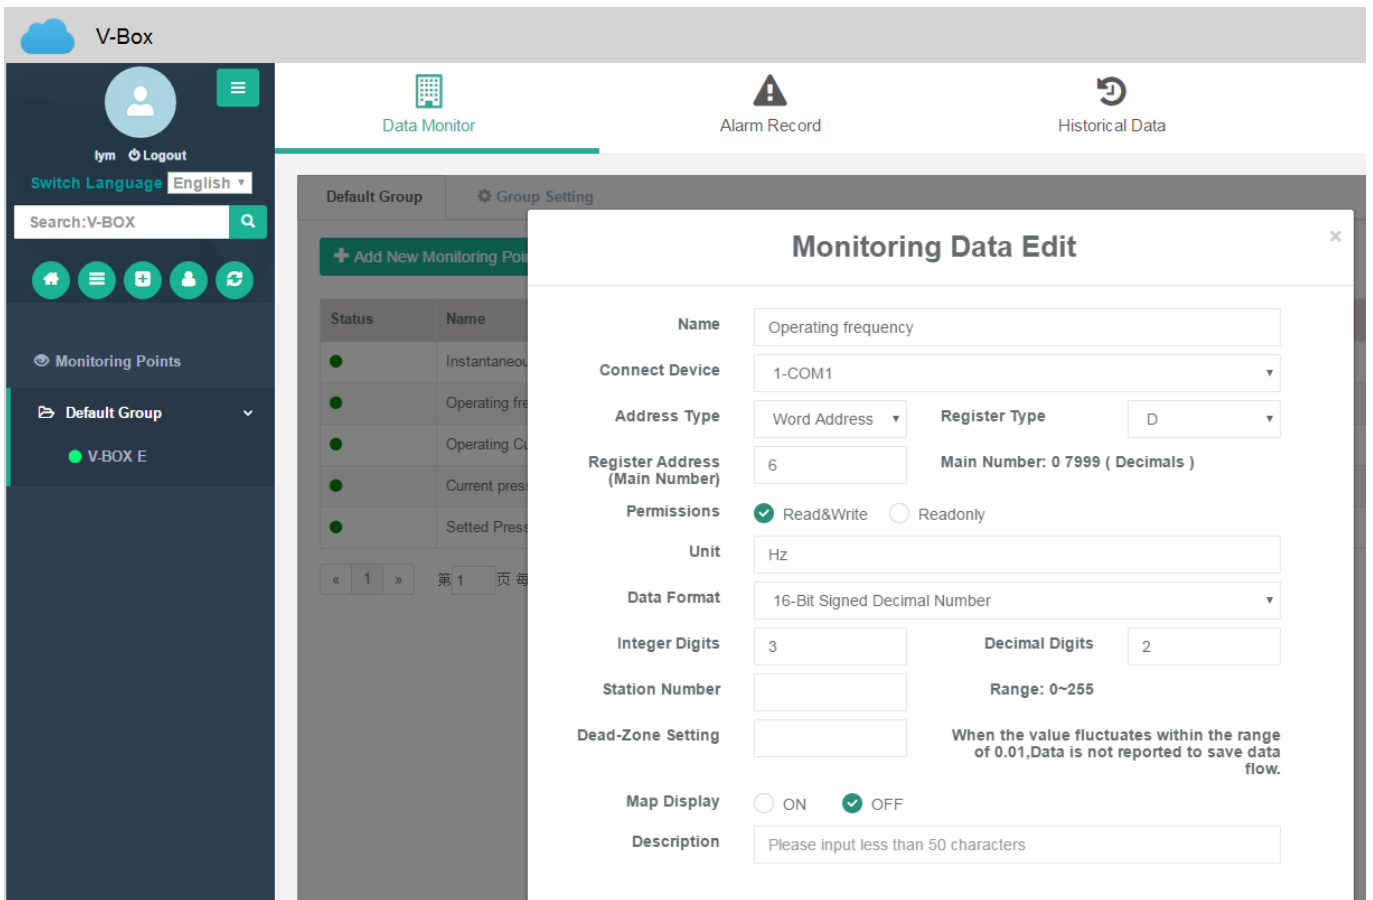 V-Box
lym Logout
Switch Language English
Search:V-BOX
Monitoring Points
Default Group
V-BOX E
Data Monitor
Alarm Record
Historical Data
Default Group
Group Setting
Add New Monitoring Poi
Status Name
Instantaneou
Operating fre
Operating Cu
Current press
Setted Press
« 1 » 第 1 页 每
Monitoring Data Edit
×
Name Operating frequency
Connect Device 1-COM1
Address Type Word Address Register Type D
Register Address
(Main Number) 6 Main Number: 0 7999 ( Decimals )
Permissions Read&Write Readonly
Unit Hz
Data Format 16-Bit Signed Decimal Number
Integer Digits 3 Decimal Digits 2
Station Number Range: 0~255
Dead-Zone Setting When the value fluctuates within the range
of 0.01,Data is not reported to save data
flow.
Map Display ON OFF
Description Please input less than 50 characters